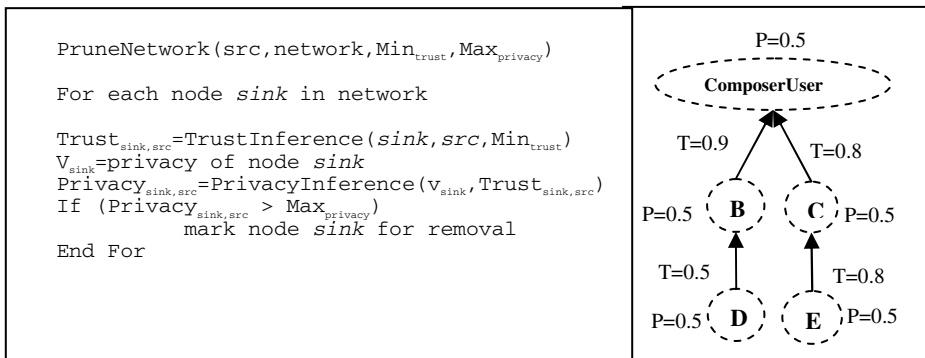 PruneNetwork(src,network,Min_trust,Max_privacy)
For each node sink in network
Trust_sink,src=TrustInference(sink,src,Min_trust)
V_sink=privacy of node sink
Privacy_sink,src=PrivacyInference(v_sink,Trust_sink,src)
If (Privacy_sink,src > Max_privacy)
mark node sink for removal
End For
P=0.5
ComposerUser
T=0.9
T=0.8
P=0.5
B
C
P=0.5
T=0.5
T=0.8
P=0.5
D
E
P=0.5